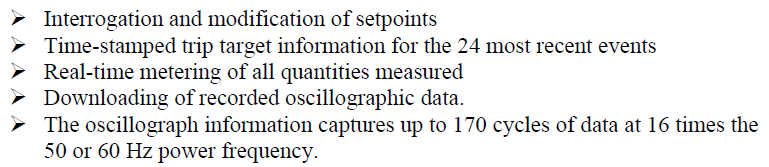 ➢ Interrogation and modification of setpoints
➢ Time-stamped trip target information for the 24 most recent events
➢ Real-time metering of all quantities measured
➢ Downloading of recorded oscillographic data.
➢ The oscillograph information captures up to 170 cycles of data at 16 times the
50 or 60 Hz power frequency.